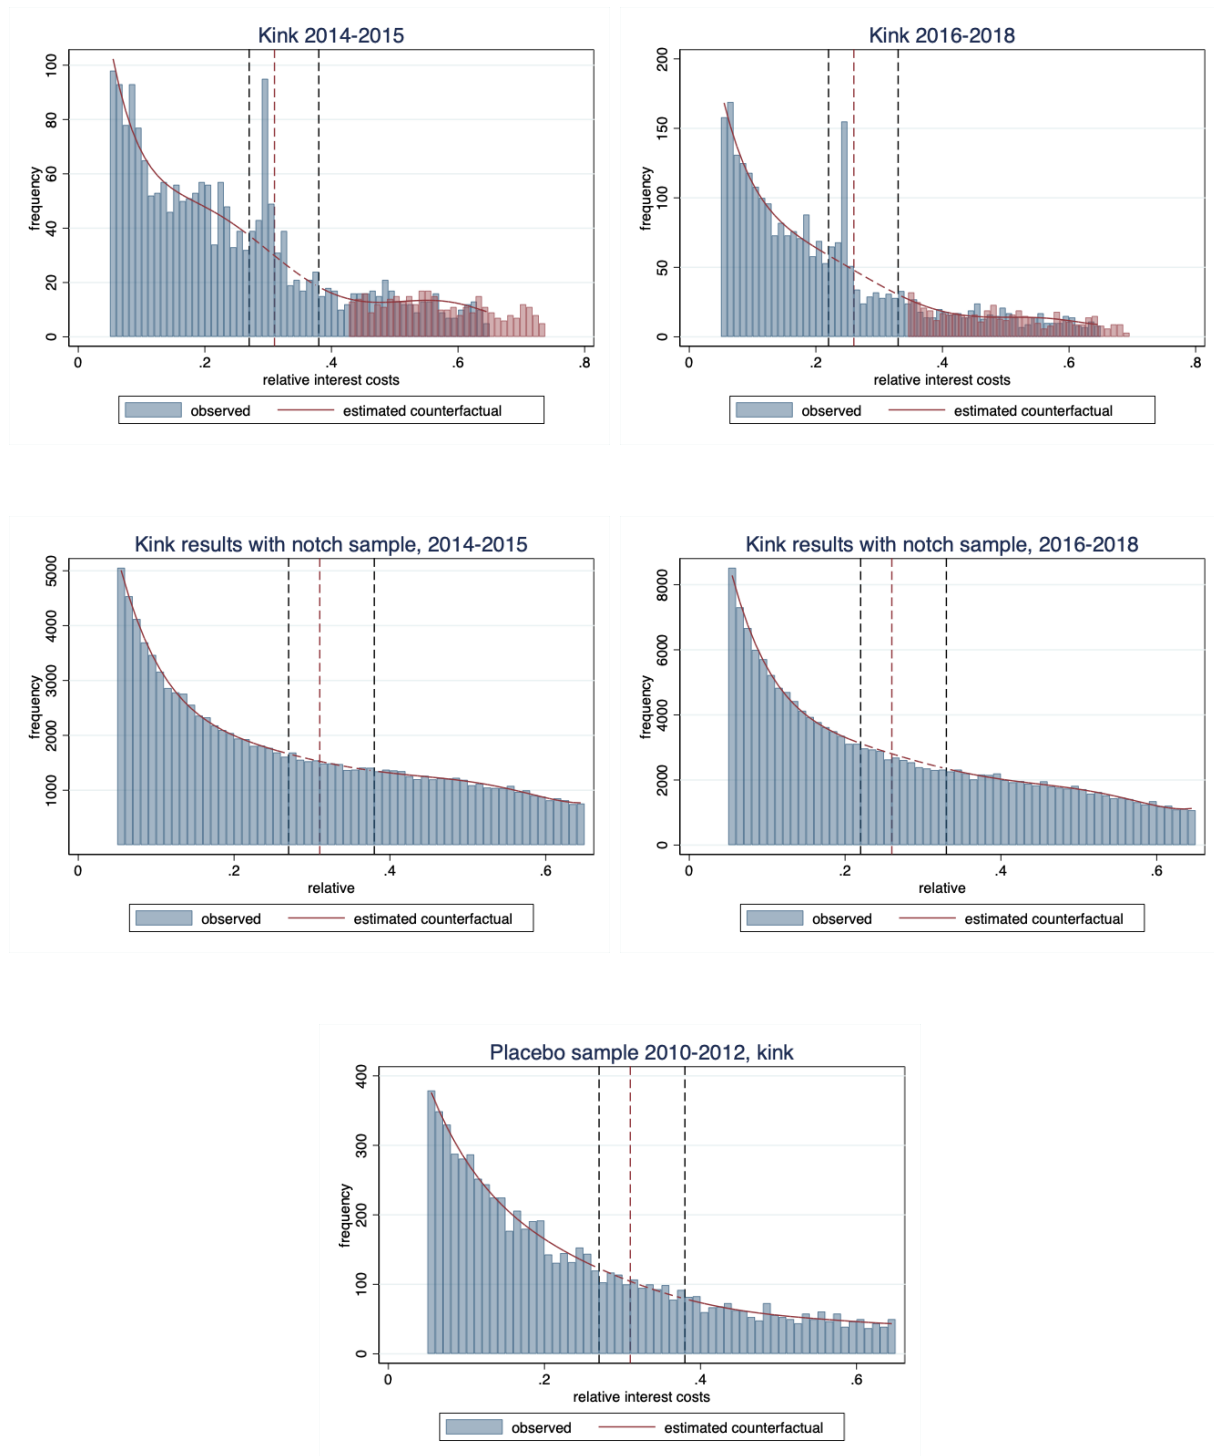 Kink 2014-2015
frequency
100
80
60
40
20
0
0 .2 .4 .6 .8
relative interest costs
observed estimated counterfactual
Kink 2016-2018
frequency
200
150
100
50
0
0 .2 .4 .6 .8
relative interest costs
observed estimated counterfactual
Kink results with notch sample, 2014-2015
frequency
5000
4000
3000
2000
1000
0 .2 .4 .6
relative
observed estimated counterfactual
Kink results with notch sample, 2016-2018
frequency
8000
6000
4000
2000
0
0 .2 .4 .6
relative
observed estimated counterfactual
Placebo sample 2010-2012, kink
frequency
400
300
200
100
0
0 .2 .4 .6
relative interest costs
observed estimated counterfactual